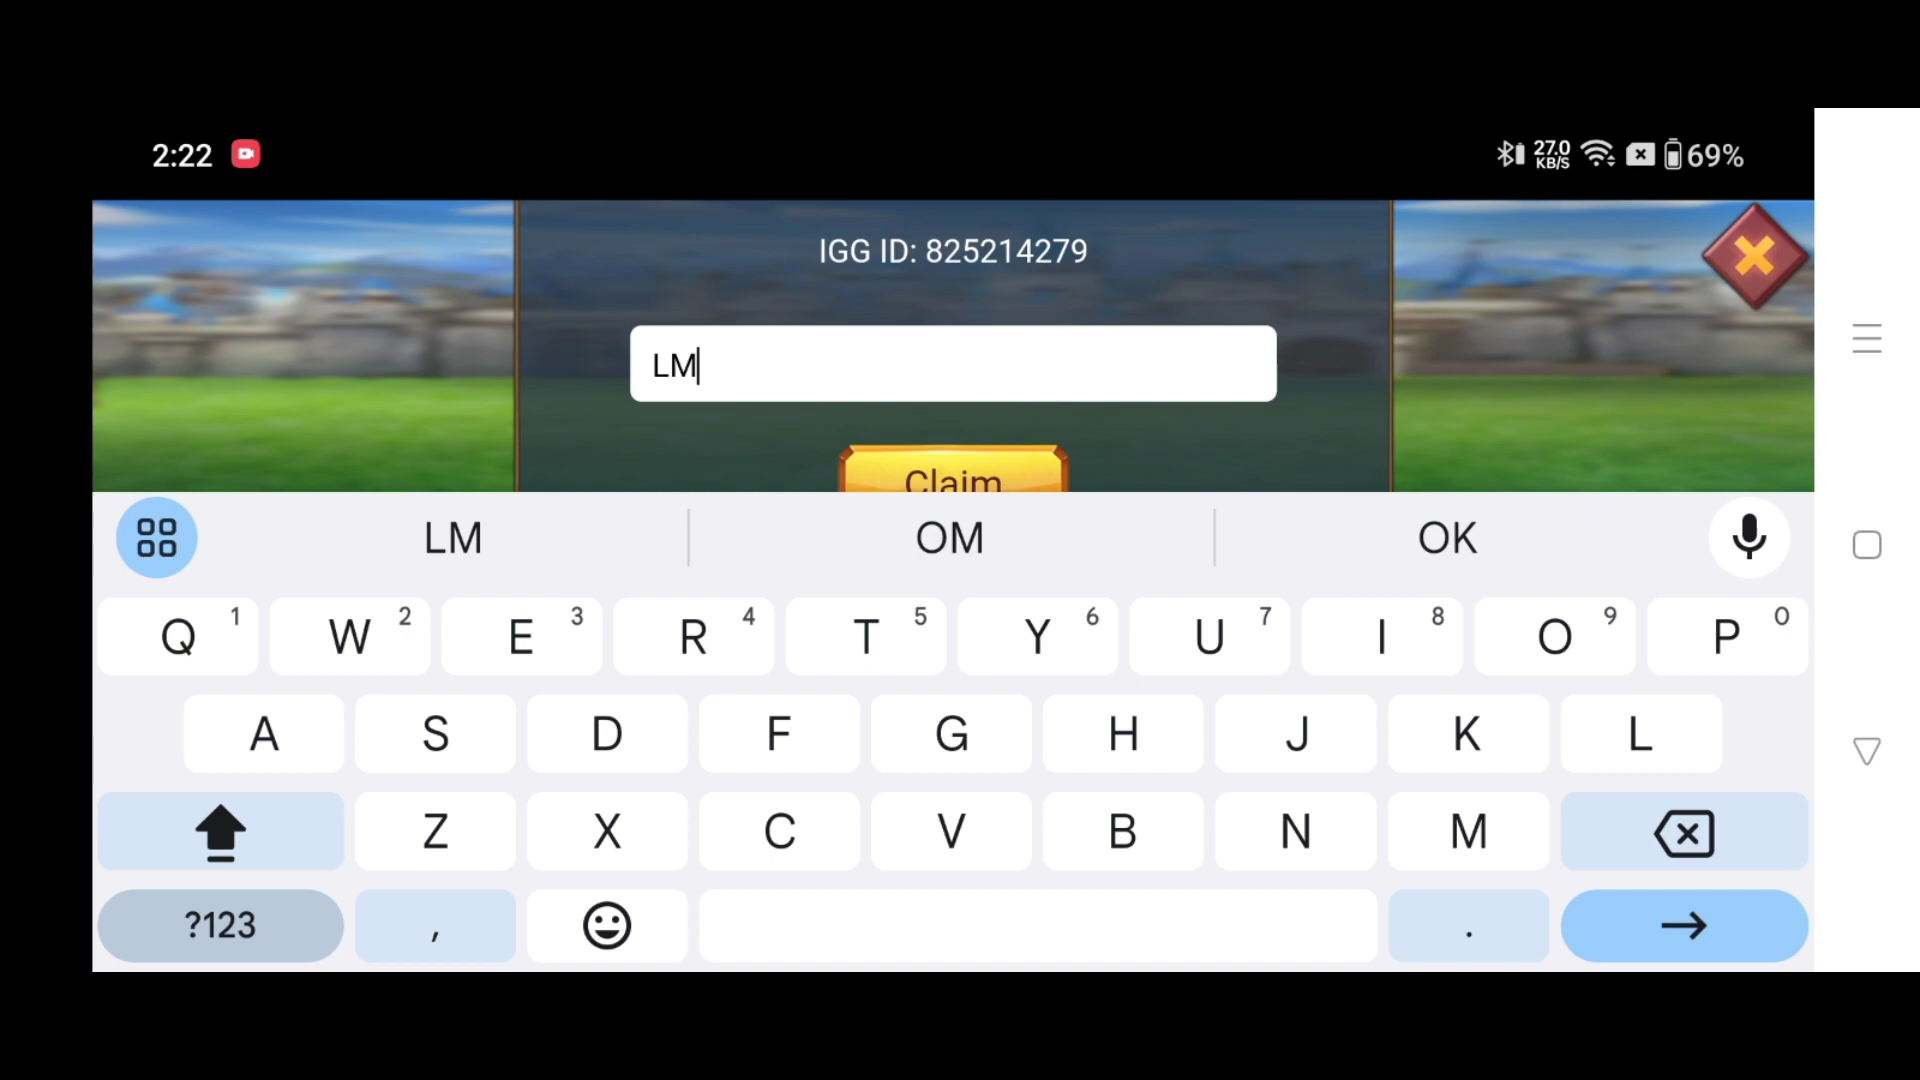 2:22 27.0 KB/S 69%
IGG ID: 825214279
LM
Claim
LM OM OK
Q 1 W 2 E 3 R 4 T 5 Y 6 U 7 I 8 O 9 P 0
A S D F G H J K L
Z X C V B N M
?123 , .